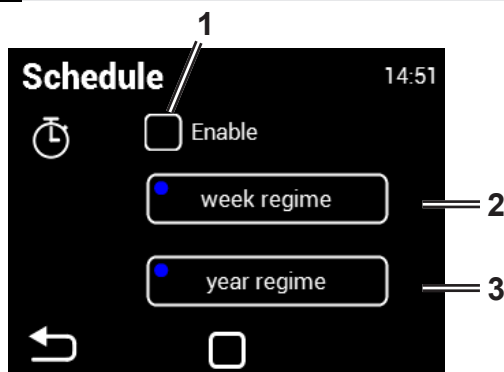 1
Schedule 14:51
Enable
week regime
2
year regime
3